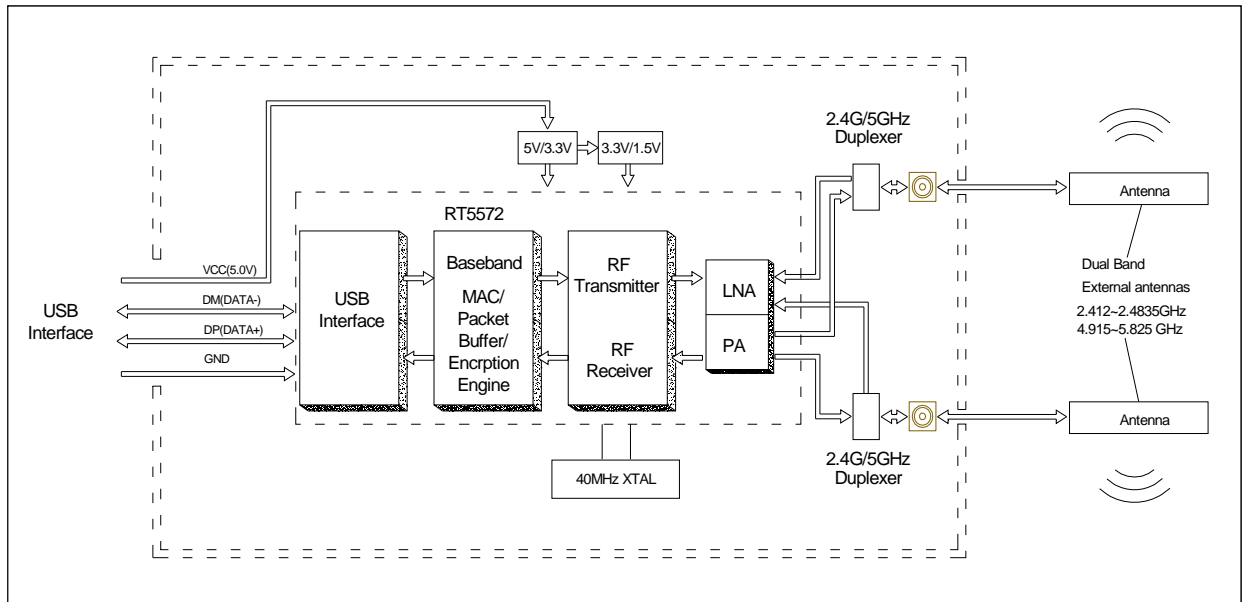 2.4G/5GHz
Duplexer
5V/3.3V
3.3V/1.5V
Antenna
RT5572
VCC(5.0V)
DM(DATA-)
DP(DATA+)
GND
USB
Interface
USB
Interface
Baseband
MAC/
Packet
Buffer/
Encrption
Engine
RF
Transmitter
RF
Receiver
LNA
PA
Dual Band
External antennas
2.412~2.4835GHz
4.915~5.825 GHz
Antenna
2.4G/5GHz
Duplexer
40MHz XTAL